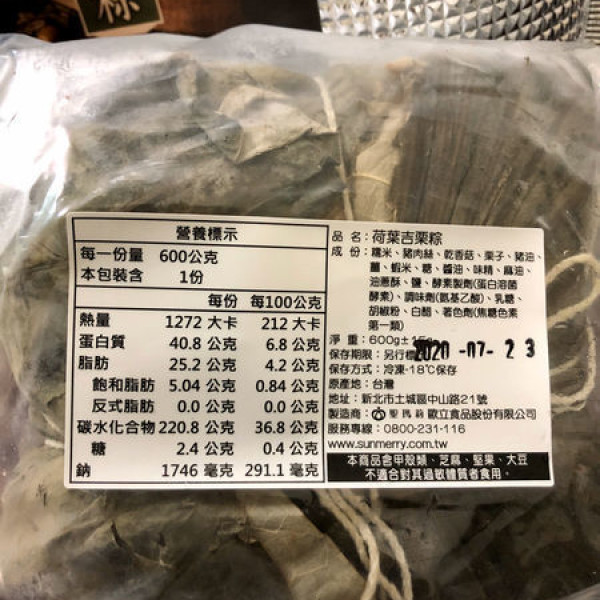 粽
營養標示
每一份量 600公克
本包裝含 1份
每份 每100公克
熱量 1272 大卡 212 大卡
蛋白質 40.8 公克 6.8 公克
脂肪 25.2 公克 4.2 公克
飽和脂肪 5.04 公克 0.84 公克
反式脂肪 0.0 公克 0.0 公克
碳水化合物 220.8 公克 36.8 公克
糖 2.4 公克 0.4 公克
鈉 1746 毫克 291.1 毫克
品名:荷葉吉栗粽
成份:糯米、豬肉絲、乾香菇、栗子、豬油、
薑、蝦米、糖、醬油、味精、麻油、
油蔥酥、鹽、酵素製劑(蛋白溶菌
酵素)、調味劑(氨基乙酸)、乳糖、
胡椒粉、白醋、著色劑(焦糖色素
第一類)
淨重:600g±15g
保存期限:另行標 2020-07-23
保存方式:冷凍-18℃保存
原產地:台灣
地址:新北市土城區中山路21號
製造商: 聖瑪莉 歐立食品股份有限公司
服務專線:0800-231-116
www.sunmerry.com.tw
本商品含甲殼類、芝麻、堅果、大豆
不適合對其過敏體質者食用。